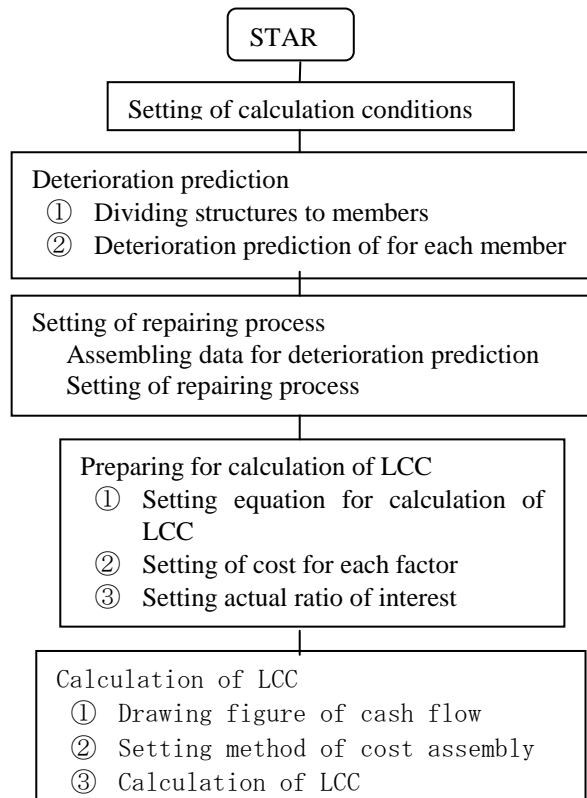 STAR
Setting of calculation conditions
Deterioration prediction
① Dividing structures to members
② Deterioration prediction of for each member
Setting of repairing process
Assembling data for deterioration prediction
Setting of repairing process
Preparing for calculation of LCC
① Setting equation for calculation of
LCC
② Setting of cost for each factor
③ Setting actual ratio of interest
Calculation of LCC
① Drawing figure of cash flow
② Setting method of cost assembly
③ Calculation of LCC